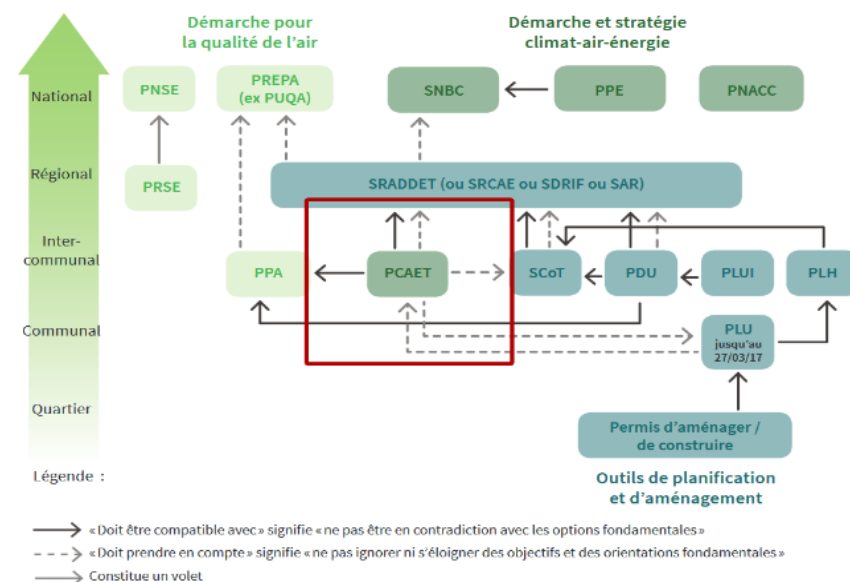 Démarche pour
la qualité de l'air
Démarche et stratégie
climat-air-énergie
National
PNSE
PREPA
(ex PUQA)
SNBC
PPE
PNACC
Régional
PRSE
SRADDET (ou SRCAE ou SDRIF ou SAR)
Inter-
communal
PPA
PCAET
SCoT
PDU
PLUI
PLH
Communal
PLU
jusqu'au
27/03/17
Quartier
Permis d'aménager /
de construire
Légende :
Outils de planification
et d'aménagement
« Doit être compatible avec » signifie « ne pas être en contradiction avec les options fondamentales »
« Doit prendre en compte » signifie « ne pas ignorer ni s'éloigner des objectifs et des orientations fondamentales »
Constitue un volet